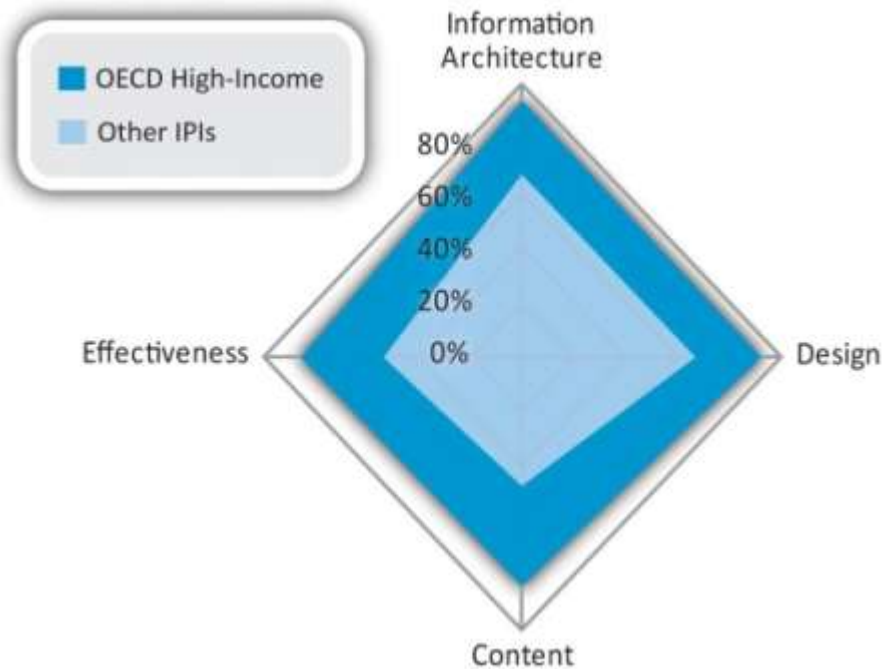 OECD High-Income
Other IPIs
Information
Architecture
80%
60%
40%
20%
0%
Effectiveness
Design
Content